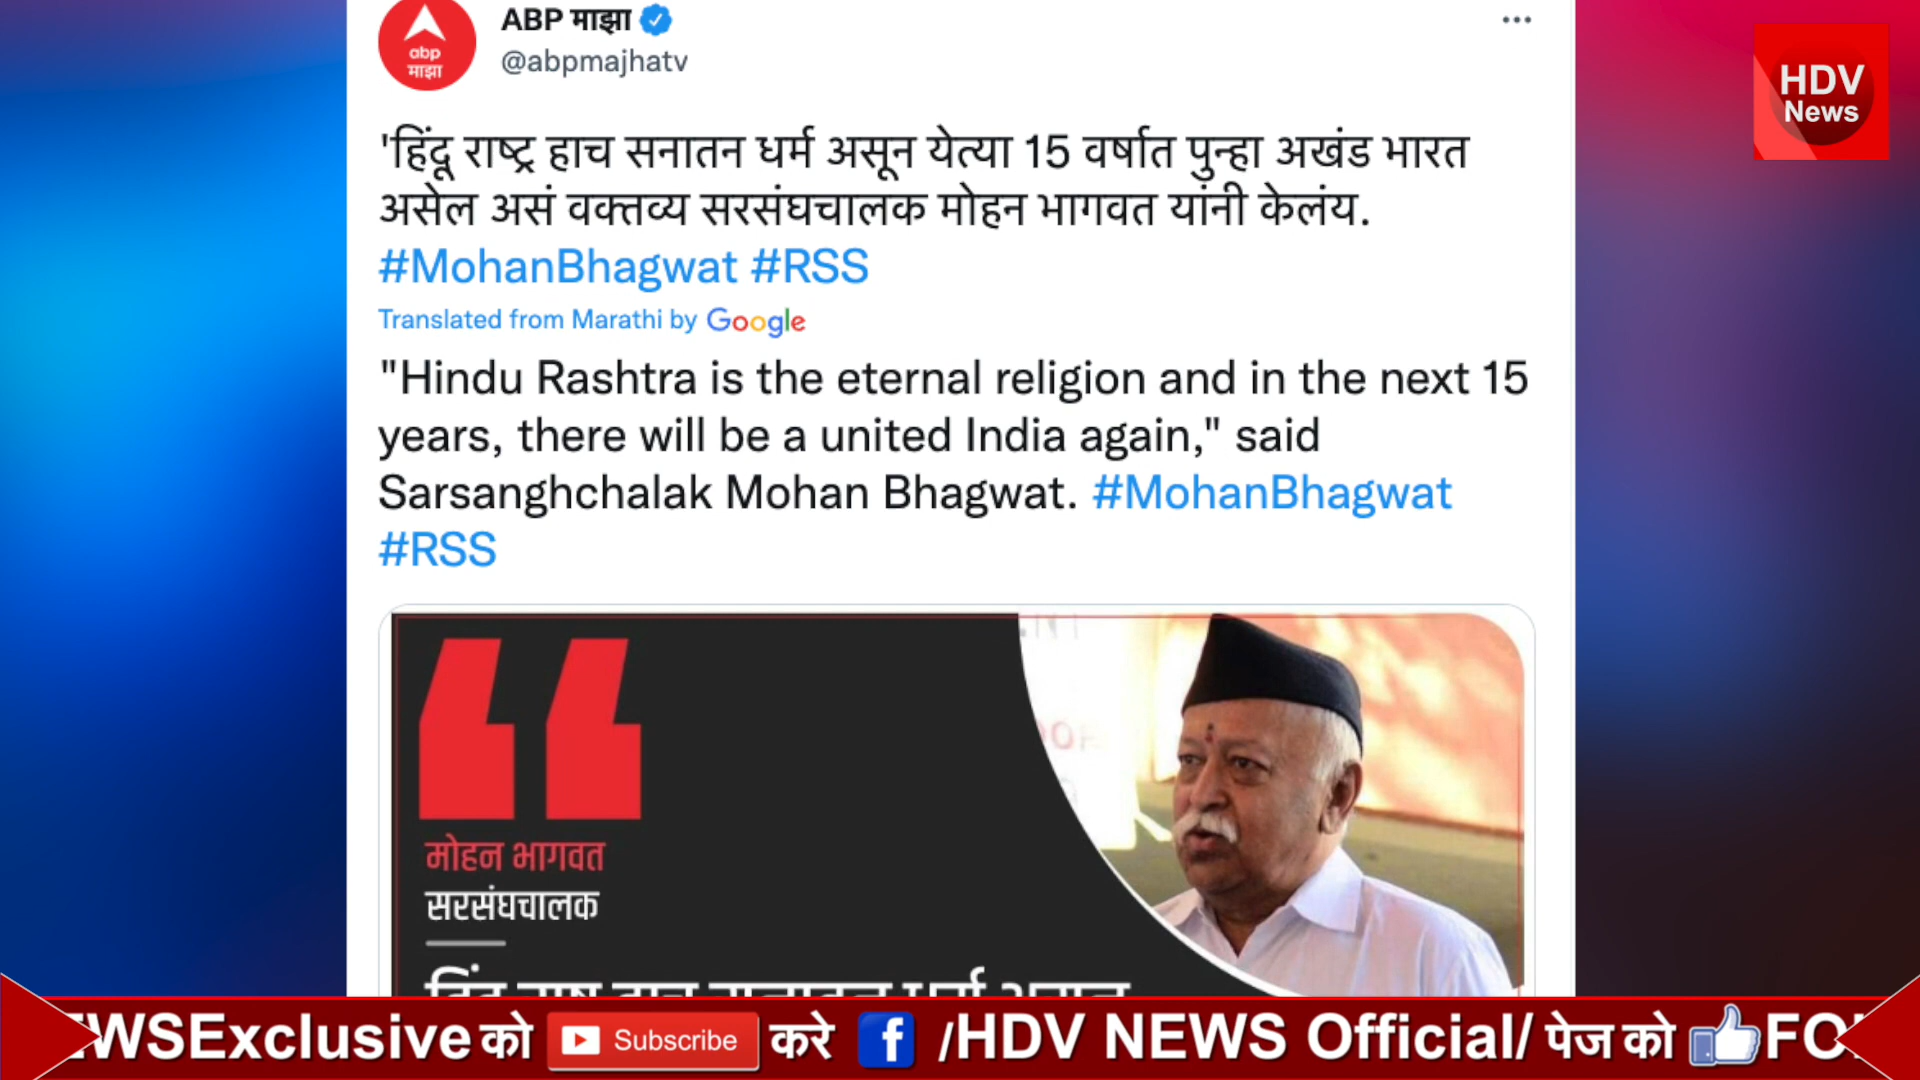 ABP माझा
@abpmajhatv
abp
माझा
HDV
News
'हिंदू राष्ट्र हाच सनातन धर्म असून येत्या 15 वर्षात पुन्हा अखंड भारत
असेल असं वक्तव्य सरसंघचालक मोहन भागवत यांनी केलंय.
#MohanBhagwat #RSS
Translated from Marathi by Google
"Hindu Rashtra is the eternal religion and in the next 15
years, there will be a united India again," said
Sarsanghchalak Mohan Bhagwat. #MohanBhagwat
#RSS
मोहन भागवत
सरसंघचालक
EWSExclusive को Subscribe करे f /HDV NEWS Official/ पेज को